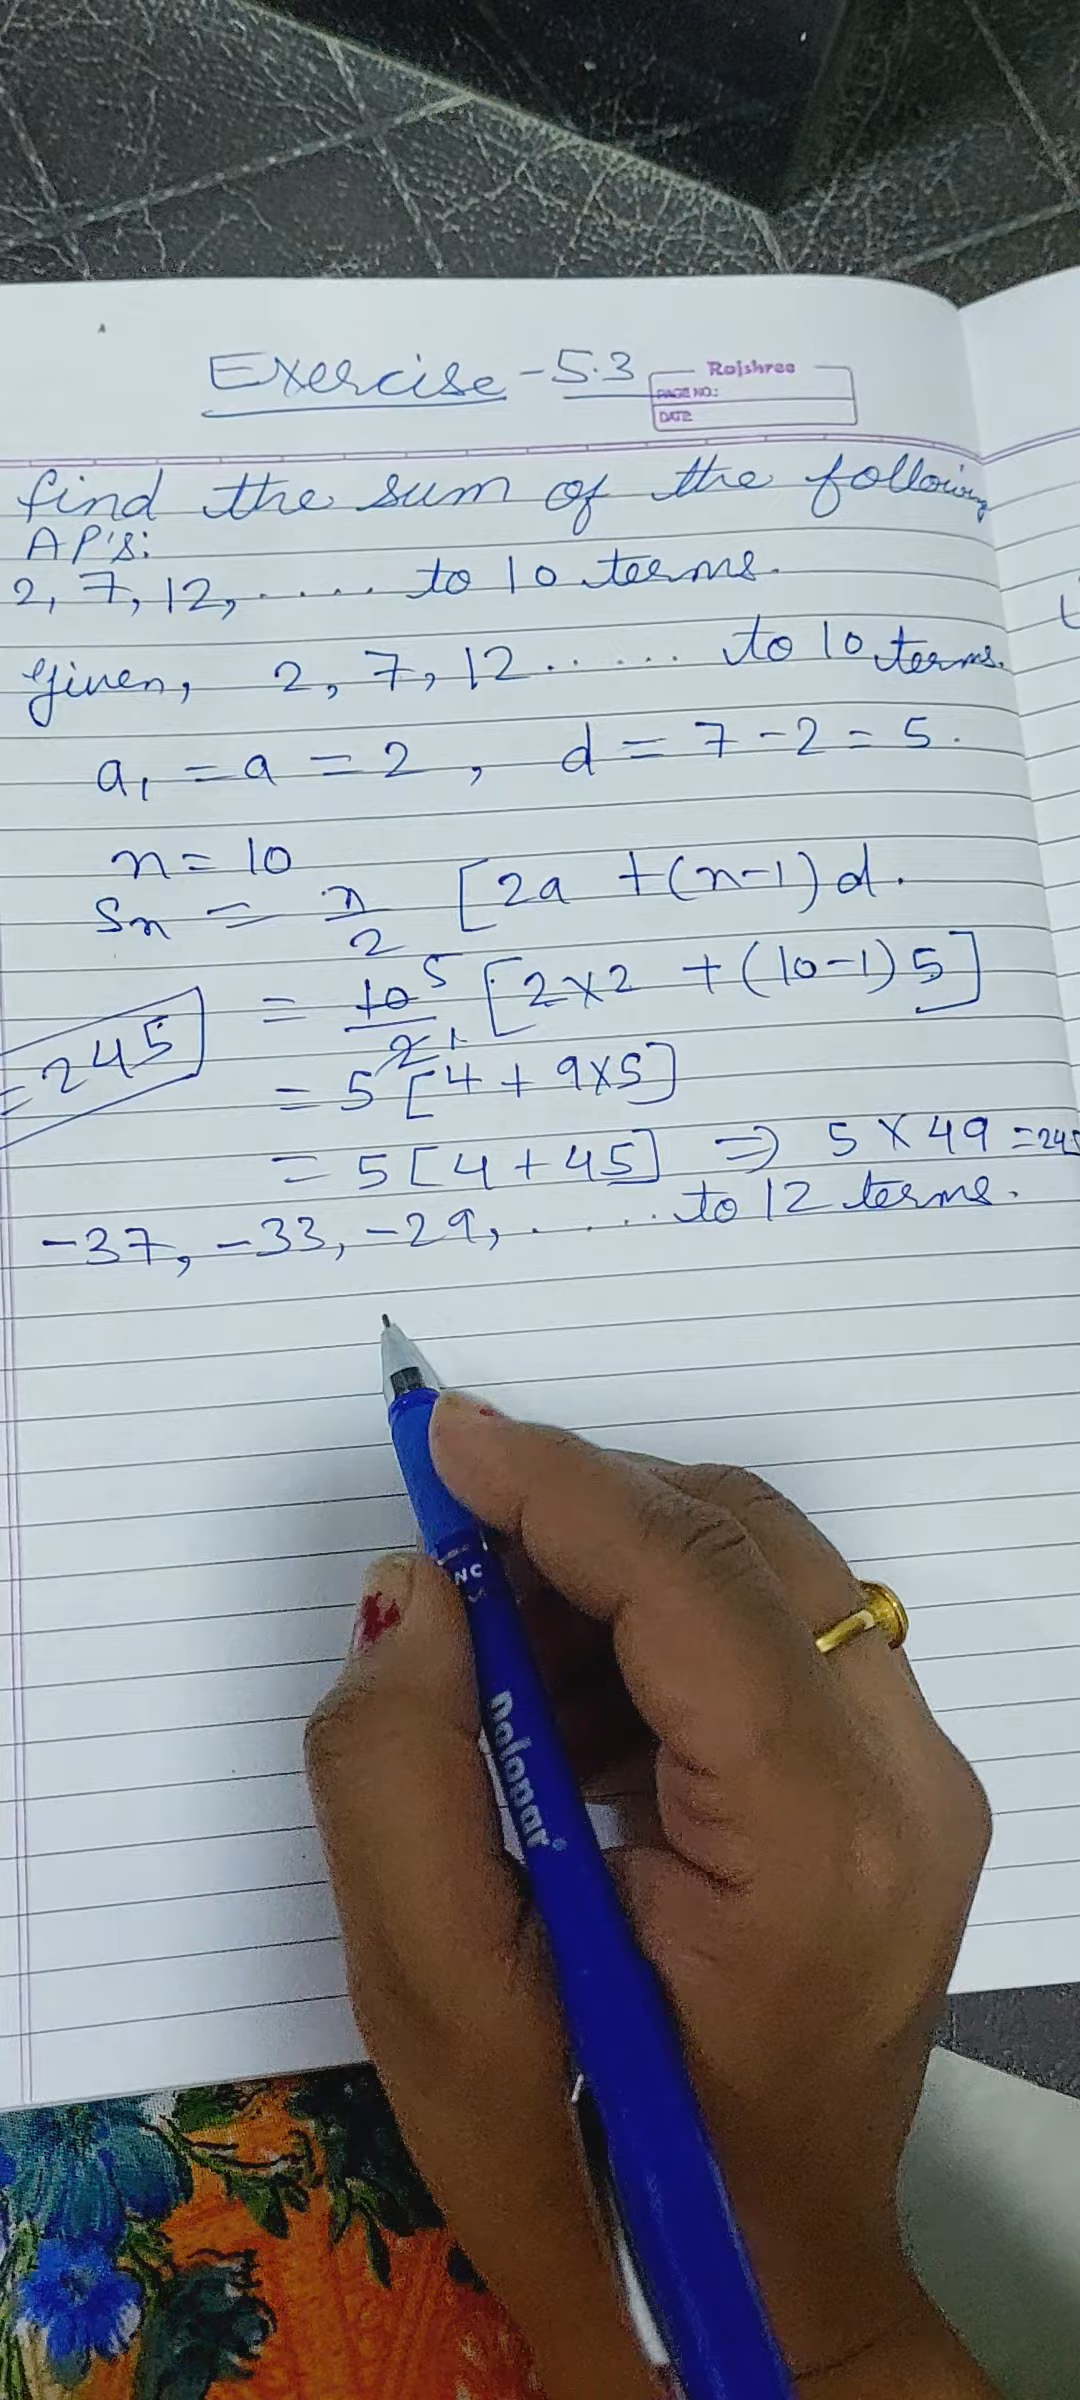 Exercise - 5.3
Rajshree
PAGE NO.:
DATE
find the sum of the following
AP's:
2, 7, 12, ..... to 10 terms.
Given, 2, 7, 12 ...... to 10 terms.
a₁ = a = 2, d = 7 - 2 = 5.
n = 10
Sn = n/2 [2a + (n-1) d.
= 10/2 5 1 [2×2 + (10-1) 5]
= 5 [4 + 9×5]
= 5 [4 + 45] ⇒ 5 × 49 = 245
= 245
-37, -33, -29, ..... to 12 terms.
NC